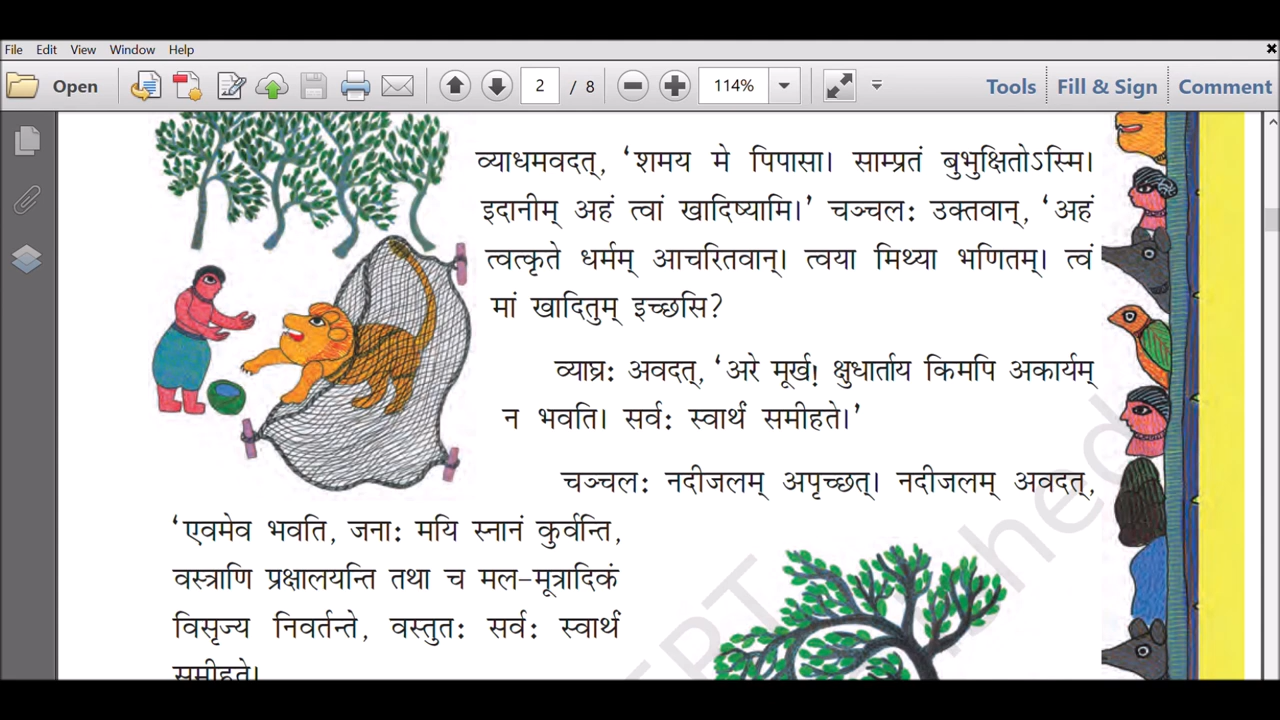 File Edit View Window Help
Open 2 / 8 114% Tools Fill & Sign Comment
व्याधमवदत्, ‘शमय मे पिपासा। साम्प्रतं बुभुक्षितोऽस्मि।
इदानीम् अहं त्वां खादिष्यामि।’ चञ्चलः उक्तवान्, ‘अहं
त्वत्कृते धर्मम् आचरितवान्। त्वया मिथ्या भणितम्। त्वं
मां खादितुम् इच्छसि?
व्याघ्रः अवदत्, ‘अरे मूर्ख! क्षुधार्ताय किमपि अकार्यम्
न भवति। सर्वः स्वार्थं समीहते।’
चञ्चलः नदीजलम् अपृच्छत्। नदीजलम् अवदत्,
‘एवमेव भवति, जनाः मयि स्नानं कुर्वन्ति,
वस्त्राणि प्रक्षालयन्ति तथा च मल-मूत्रादिकं
विसृज्य निवर्तन्ते, वस्तुतः सर्वः स्वार्थं
समीहते।